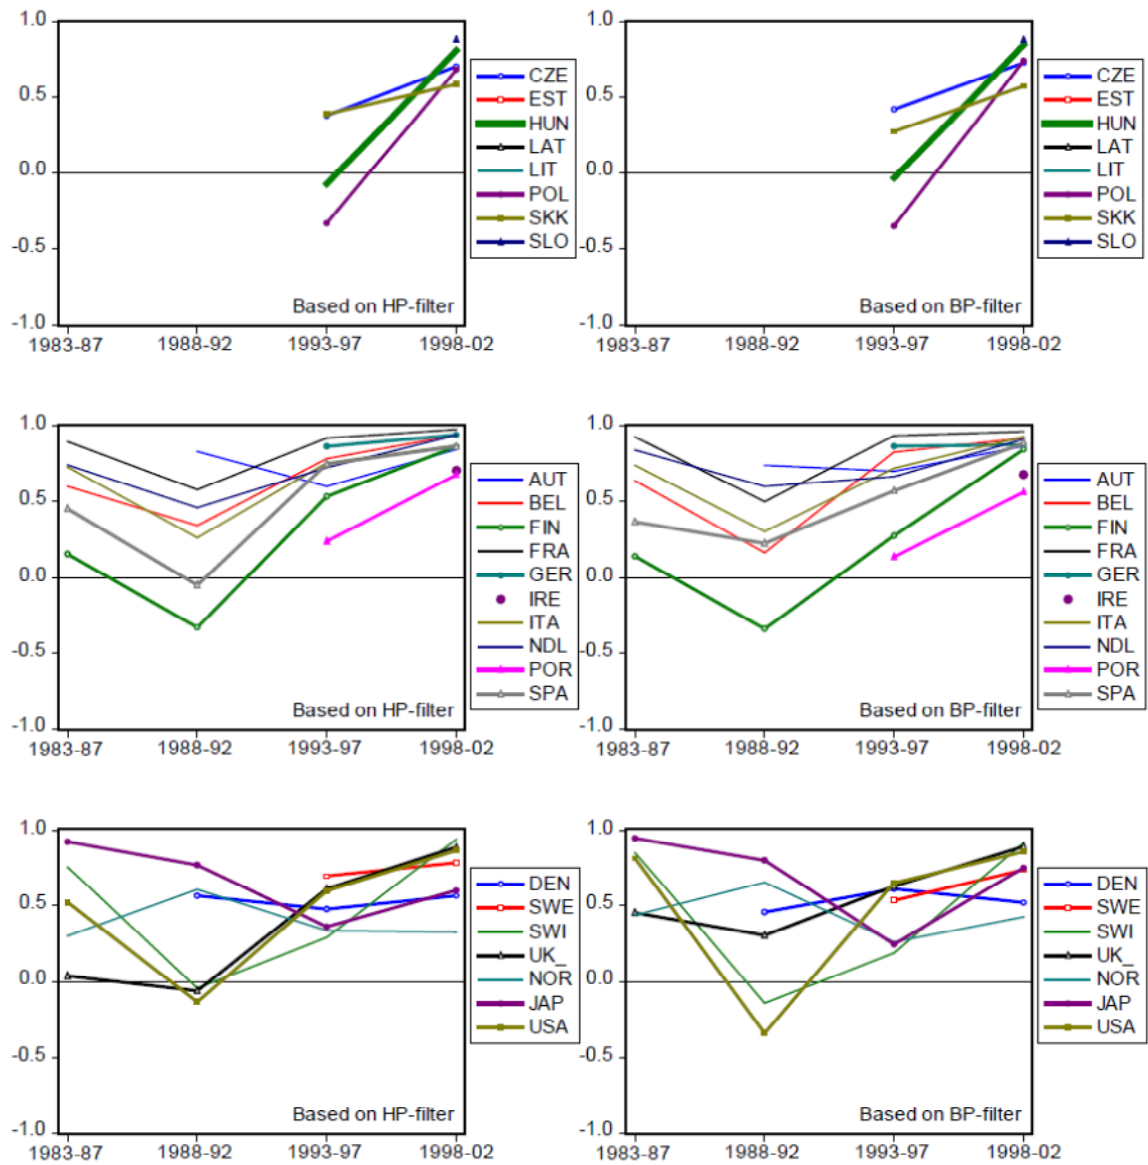 1.0
0.5
0.0
-0.5
-1.0
1983-87 1988-92 1993-97 1998-02
CZE
EST
HUN
LAT
LIT
POL
SKK
SLO
Based on HP-filter
1.0
0.5
0.0
-0.5
-1.0
1983-87 1988-92 1993-97 1998-02
CZE
EST
HUN
LAT
LIT
POL
SKK
SLO
Based on BP-filter
1.0
0.5
0.0
-0.5
-1.0
1983-87 1988-92 1993-97 1998-02
AUT
BEL
FIN
FRA
GER
IRE
ITA
NDL
POR
SPA
Based on HP-filter
1.0
0.5
0.0
-0.5
-1.0
1983-87 1988-92 1993-97 1998-02
AUT
BEL
FIN
FRA
GER
IRE
ITA
NDL
POR
SPA
Based on BP-filter
1.0
0.5
0.0
-0.5
-1.0
1983-87 1988-92 1993-97 1998-02
DEN
SWE
SWI
UK_
NOR
JAP
USA
Based on HP-filter
1.0
0.5
0.0
-0.5
-1.0
1983-87 1988-92 1993-97 1998-02
DEN
SWE
SWI
UK_
NOR
JAP
USA
Based on BP-filter